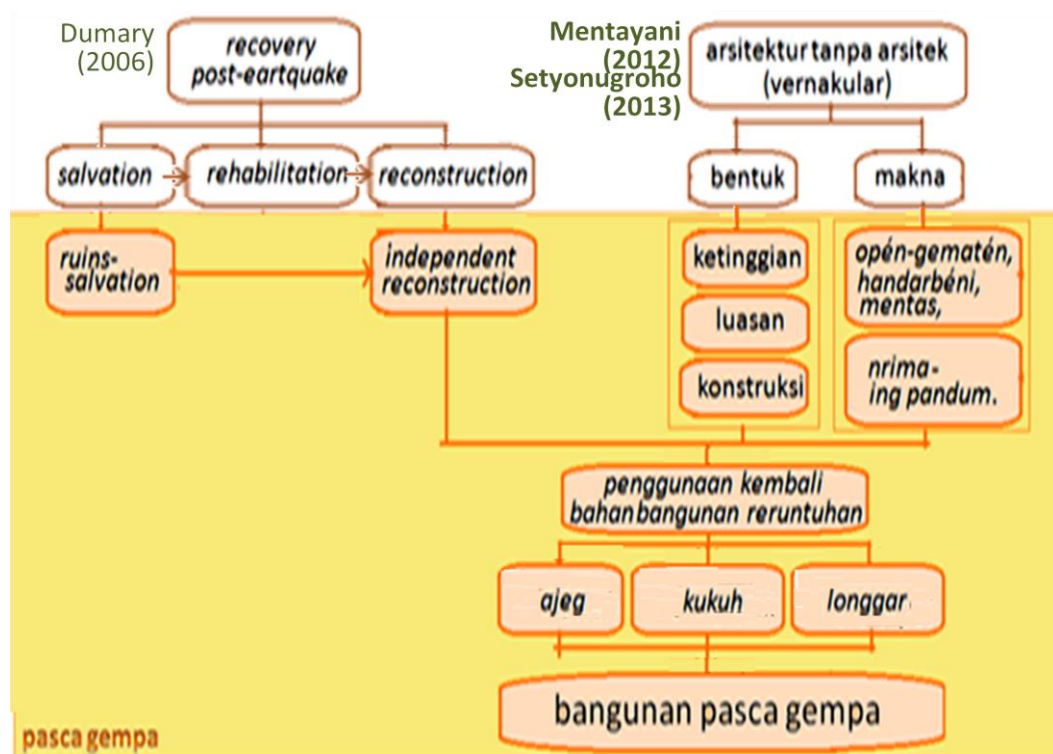 Dumary
(2006)
recovery
post-eartquake
Mentayani
(2012)
Setyonugroho
(2013)
arsitektur tanpa arsitek
(vernakular)
salvation
rehabilitation
reconstruction
bentuk
makna
ruins-
salvation
independent
reconstruction
ketinggian
luasan
konstruksi
opén-gematén,
handarbéni,
mentas,
nrima-
ing pandum.
penggunaan kembali
bahan bangunan reruntuhan
ajeg
kukuh
longgar
bangunan pasca gempa
pasca gempa